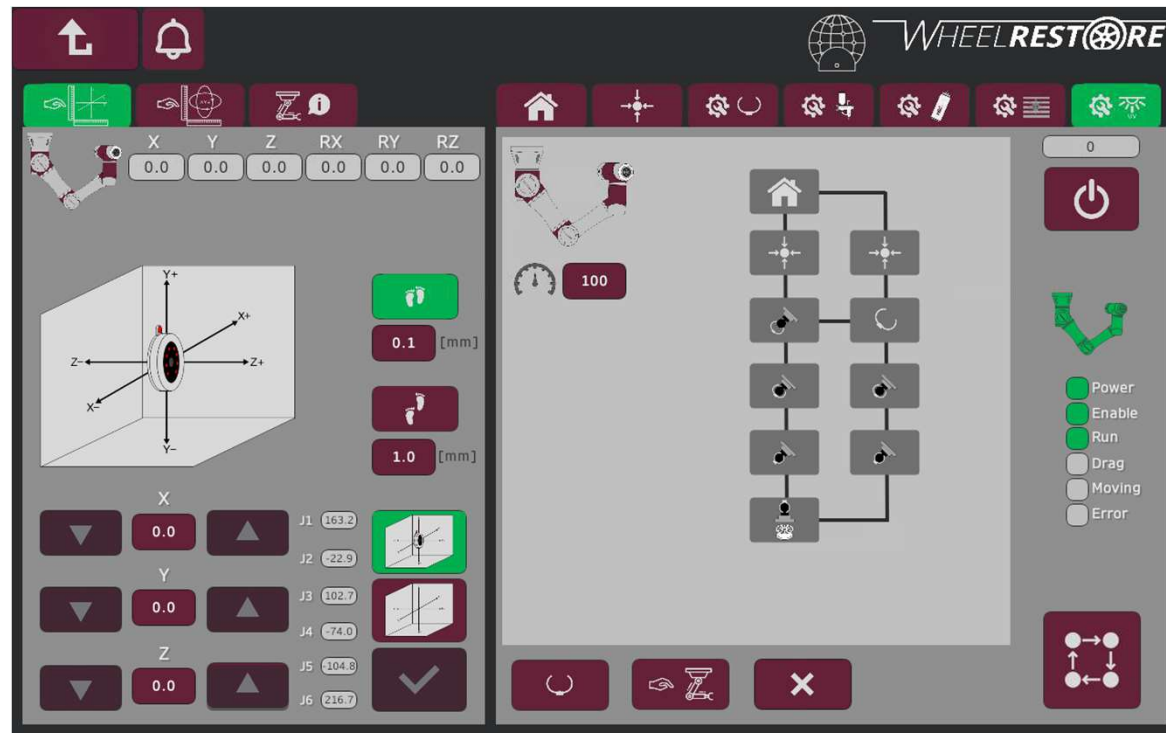 WHEELRESTORE
UV
X Y Z RX RY RZ
0.0 0.0 0.0 0.0 0.0 0.0
0
100
Y+
X+
Z- Z+
X-
Y-
0.1 [mm]
1.0 [mm]
Power
Enable
Run
Drag
Moving
Error
X
0.0
Y
0.0
Z
0.0
J1 163.2
J2 -22.9
J3 102.7
J4 -74.0
J5 -104.8
J6 216.7